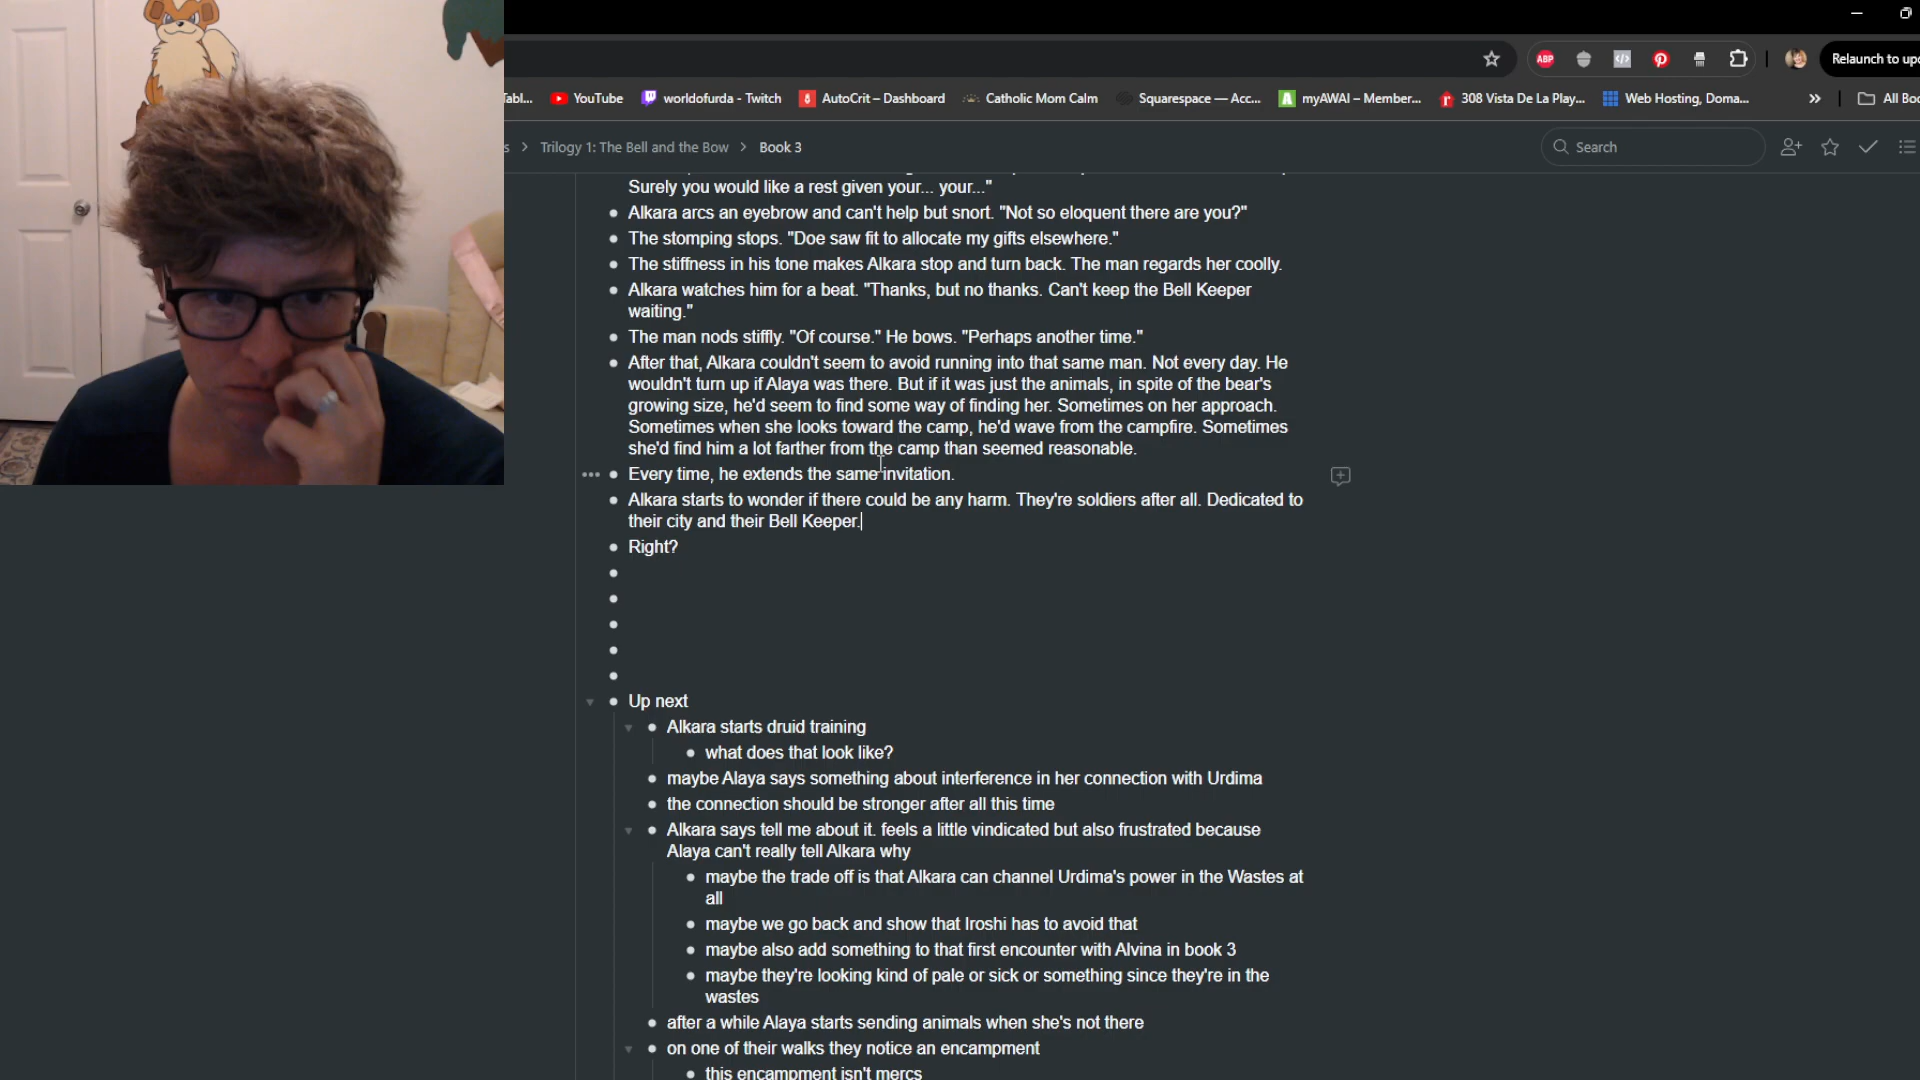 Relaunch to upd
Tabl...
YouTube
worldofurda - Twitch
AutoCrit – Dashboard
Catholic Mom Calm
Squarespace — Acc...
myAWAI – Member...
308 Vista De La Play...
Web Hosting, Doma...
All Boo
s > Trilogy 1: The Bell and the Bow > Book 3
Search
Surely you would like a rest given your... your..."
Alkara arcs an eyebrow and can't help but snort. "Not so eloquent there are you?"
The stomping stops. "Doe saw fit to allocate my gifts elsewhere."
The stiffness in his tone makes Alkara stop and turn back. The man regards her coolly.
Alkara watches him for a beat. "Thanks, but no thanks. Can't keep the Bell Keeper
waiting."
The man nods stiffly. "Of course." He bows. "Perhaps another time."
After that, Alkara couldn't seem to avoid running into that same man. Not every day. He
wouldn't turn up if Alaya was there. But if it was just the animals, in spite of the bear's
growing size, he'd seem to find some way of finding her. Sometimes on her approach.
Sometimes when she looks toward the camp, he'd wave from the campfire. Sometimes
she'd find him a lot farther from the camp than seemed reasonable.
Every time, he extends the same invitation.
Alkara starts to wonder if there could be any harm. They're soldiers after all. Dedicated to
their city and their Bell Keeper.
Right?
Up next
Alkara starts druid training
what does that look like?
maybe Alaya says something about interference in her connection with Urdima
the connection should be stronger after all this time
Alkara says tell me about it. feels a little vindicated but also frustrated because
Alaya can't really tell Alkara why
maybe the trade off is that Alkara can channel Urdima's power in the Wastes at
all
maybe we go back and show that Iroshi has to avoid that
maybe also add something to that first encounter with Alvina in book 3
maybe they're looking kind of pale or sick or something since they're in the
wastes
after a while Alaya starts sending animals when she's not there
on one of their walks they notice an encampment
this encampment isn't mercs